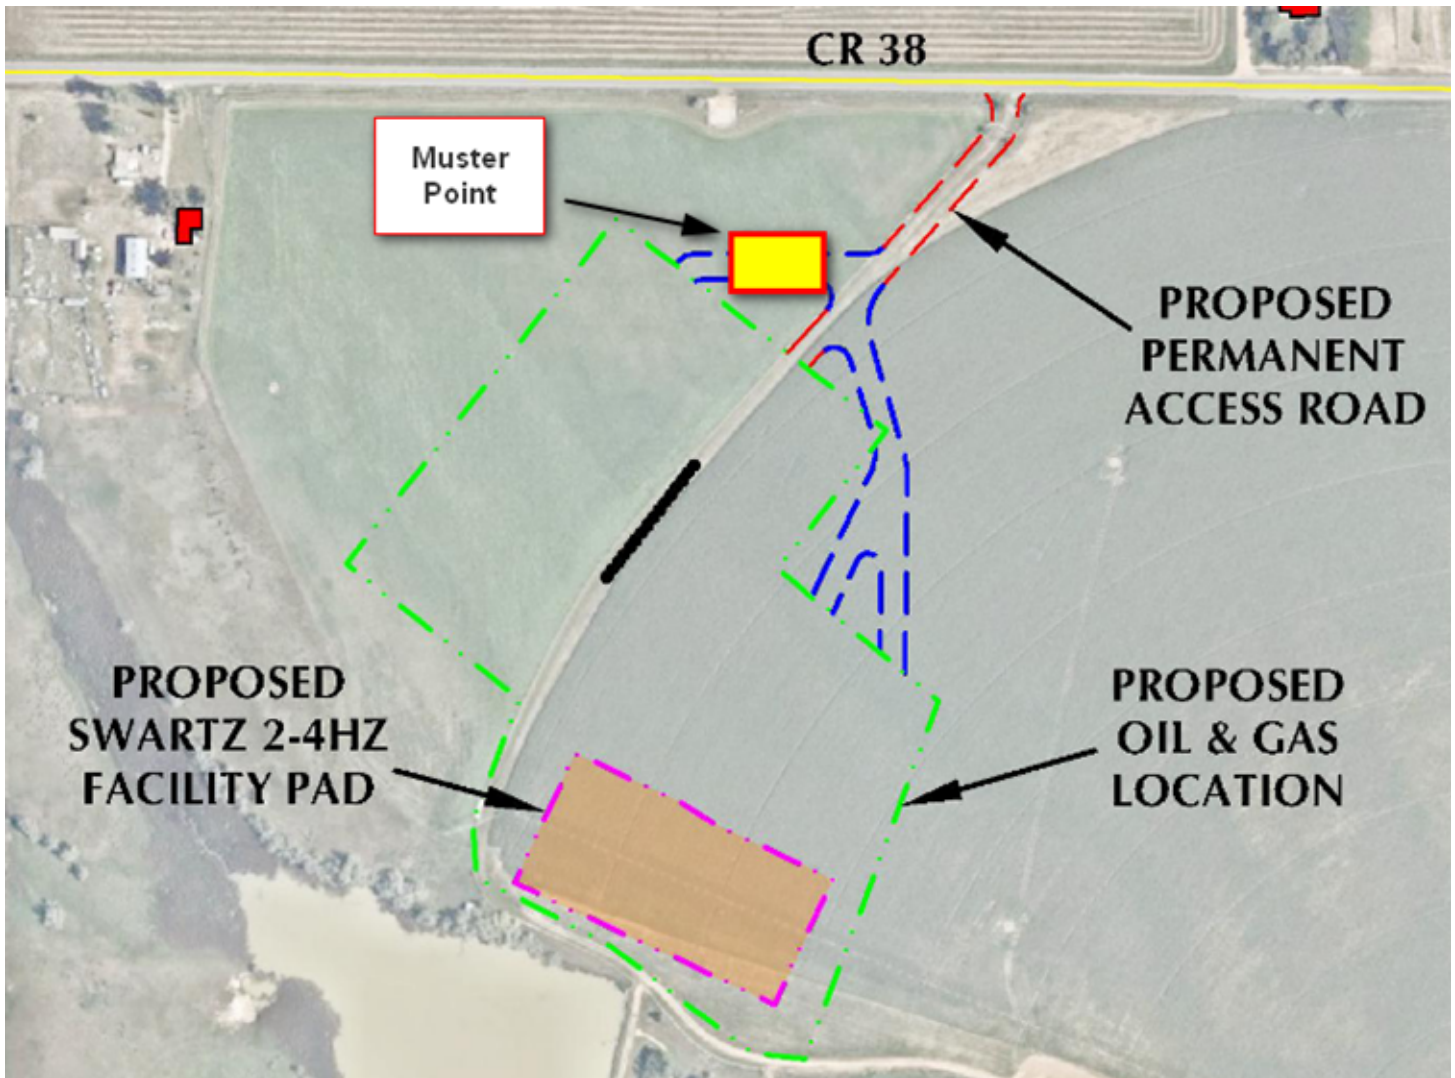 CR 38
Muster
Point
PROPOSED
PERMANENT
ACCESS ROAD
PROPOSED
SWARTZ 2-4HZ
FACILITY PAD
PROPOSED
OIL & GAS
LOCATION